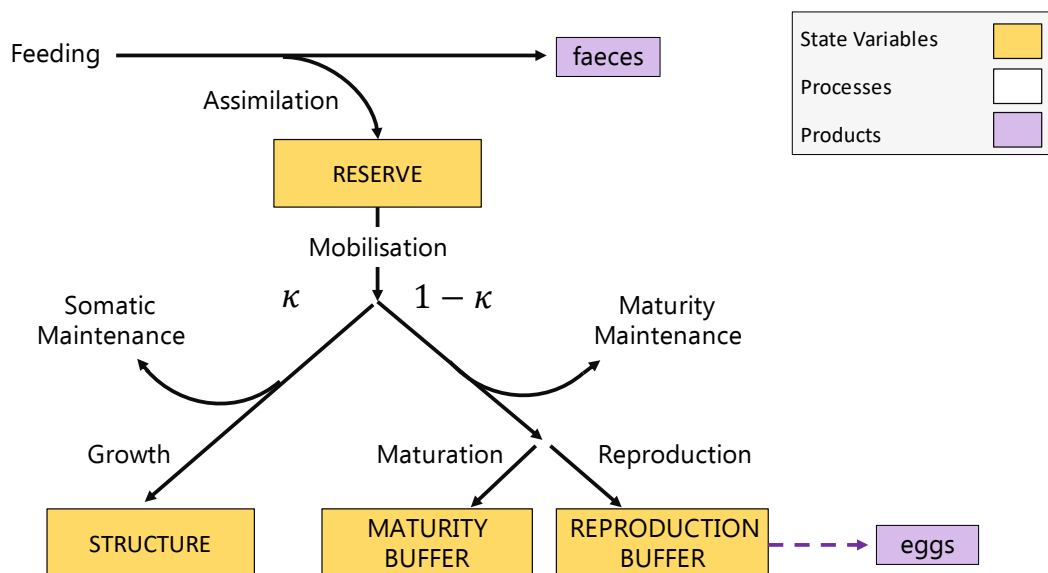 Feeding
faeces
Assimilation
RESERVE
Mobilisation
κ
1 − κ
Somatic
Maintenance
Maturity
Maintenance
Growth
Maturation
Reproduction
STRUCTURE
MATURITY
BUFFER
REPRODUCTION
BUFFER
eggs
State Variables
Processes
Products